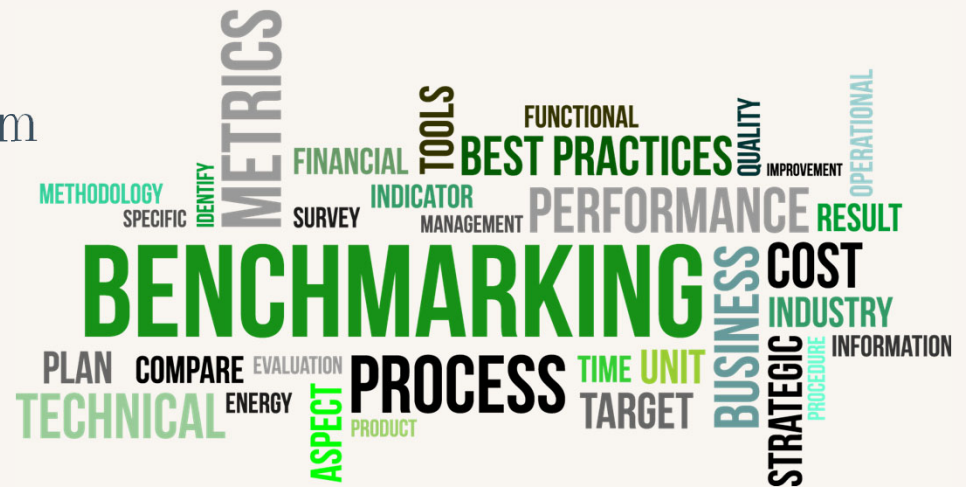 m
METRICS
TOOLS
FUNCTIONAL
QUALITY
OPERATIONAL
FINANCIAL
BEST PRACTICES
IMPROVEMENT
METHODOLOGY
IDENTIFY
INDICATOR
SPECIFIC
SURVEY
MANAGEMENT
PERFORMANCE
RESULT
BENCHMARKING
BUSINESS
COST
INDUSTRY
PLAN
COMPARE
EVALUATION
PROCESS
TIME
UNIT
STRATEGIC
PROCEDURE
INFORMATION
TECHNICAL
ENERGY
ASPECT
PRODUCT
TARGET